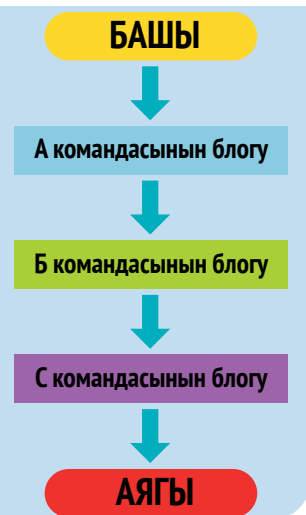 БАШЫ
А командасынын блогу
Б командасынын блогу
С командасынын блогу
АЯГЫ